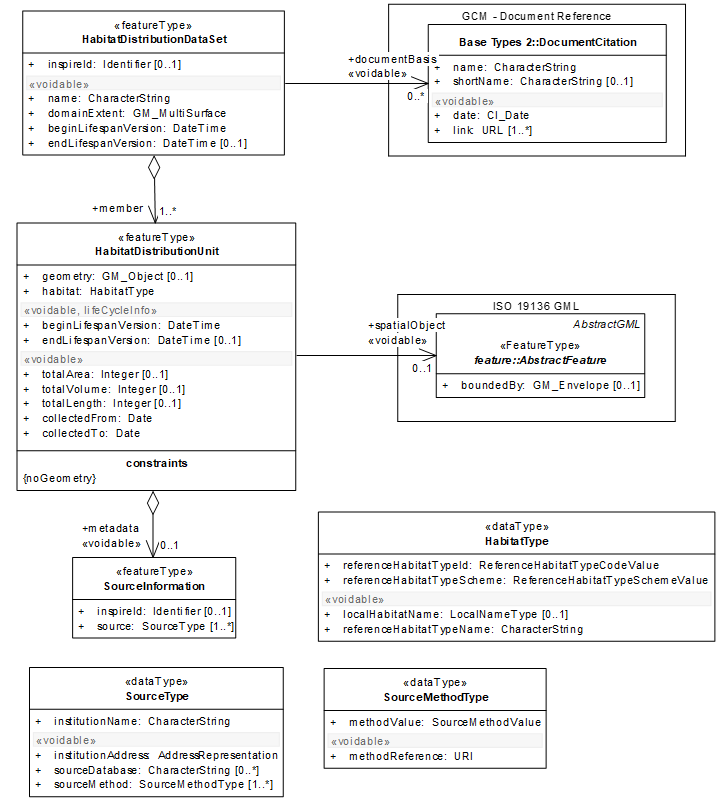 «featureType»
HabitatDistributionDataSet
+ inspireId: Identifier [0..1]
«voidable»
+ name: CharacterString
+ domainExtent: GM_MultiSurface
+ beginLifespanVersion: DateTime
+ endLifespanVersion: DateTime [0..1]
+documentBasis
«voidable»
0..*
GCM - Document Reference
Base Types 2::DocumentCitation
+ name: CharacterString
+ shortName: CharacterString [0..1]
«voidable»
+ date: CI_Date
+ link: URL [1..*]
+member
1..*
«featureType»
HabitatDistributionUnit
+ geometry: GM_Object [0..1]
+ habitat: HabitatType
«voidable, lifeCycleInfo»
+ beginLifespanVersion: DateTime
+ endLifespanVersion: DateTime [0..1]
«voidable»
+ totalArea: Integer [0..1]
+ totalVolume: Integer [0..1]
+ totalLength: Integer [0..1]
+ collectedFrom: Date
+ collectedTo: Date
constraints
{noGeometry}
+spatialObject
«voidable»
0..1
ISO 19136 GML
AbstractGML
«FeatureType»
feature::AbstractFeature
+ boundedBy: GM_Envelope [0..1]
+metadata
«voidable»
0..1
«featureType»
SourceInformation
+ inspireId: Identifier [0..1]
+ source: SourceType [1..*]
«dataType»
HabitatType
+ referenceHabitatTypeId: ReferenceHabitatTypeCodeValue
+ referenceHabitatTypeScheme: ReferenceHabitatTypeSchemeValue
«voidable»
+ localHabitatName: LocalNameType [0..1]
+ referenceHabitatTypeName: CharacterString
«dataType»
SourceType
+ institutionName: CharacterString
«voidable»
+ institutionAddress: AddressRepresentation
+ sourceDatabase: CharacterString [0..*]
+ sourceMethod: SourceMethodType [1..*]
«dataType»
SourceMethodType
+ methodValue: SourceMethodValue
«voidable»
+ methodReference: URI